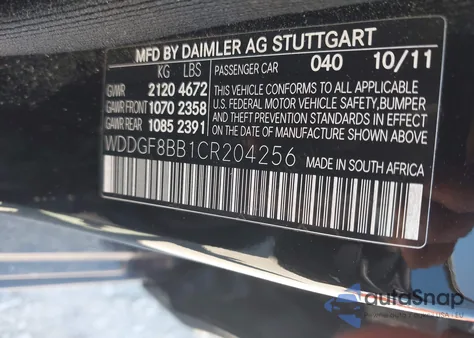 MFD BY DAIMLER AG STUTTGART
KG LBS PASSENGER CAR 040 10/11
GVWR 2120 4672 THIS VEHICLE CONFORMS TO ALL APPLICABLE
GAWR FRONT 1070 2358 U.S. FEDERAL MOTOR VEHICLE SAFETY, BUMPER
GAWR REAR 1085 2391 AND THEFT PREVENTION STANDARDS IN EFFECT
ON THE DATE OF MANUFACTURE SHOWN ABOVE.
WDDGF8BB1CR204256 MADE IN SOUTH AFRICA
autoSnap